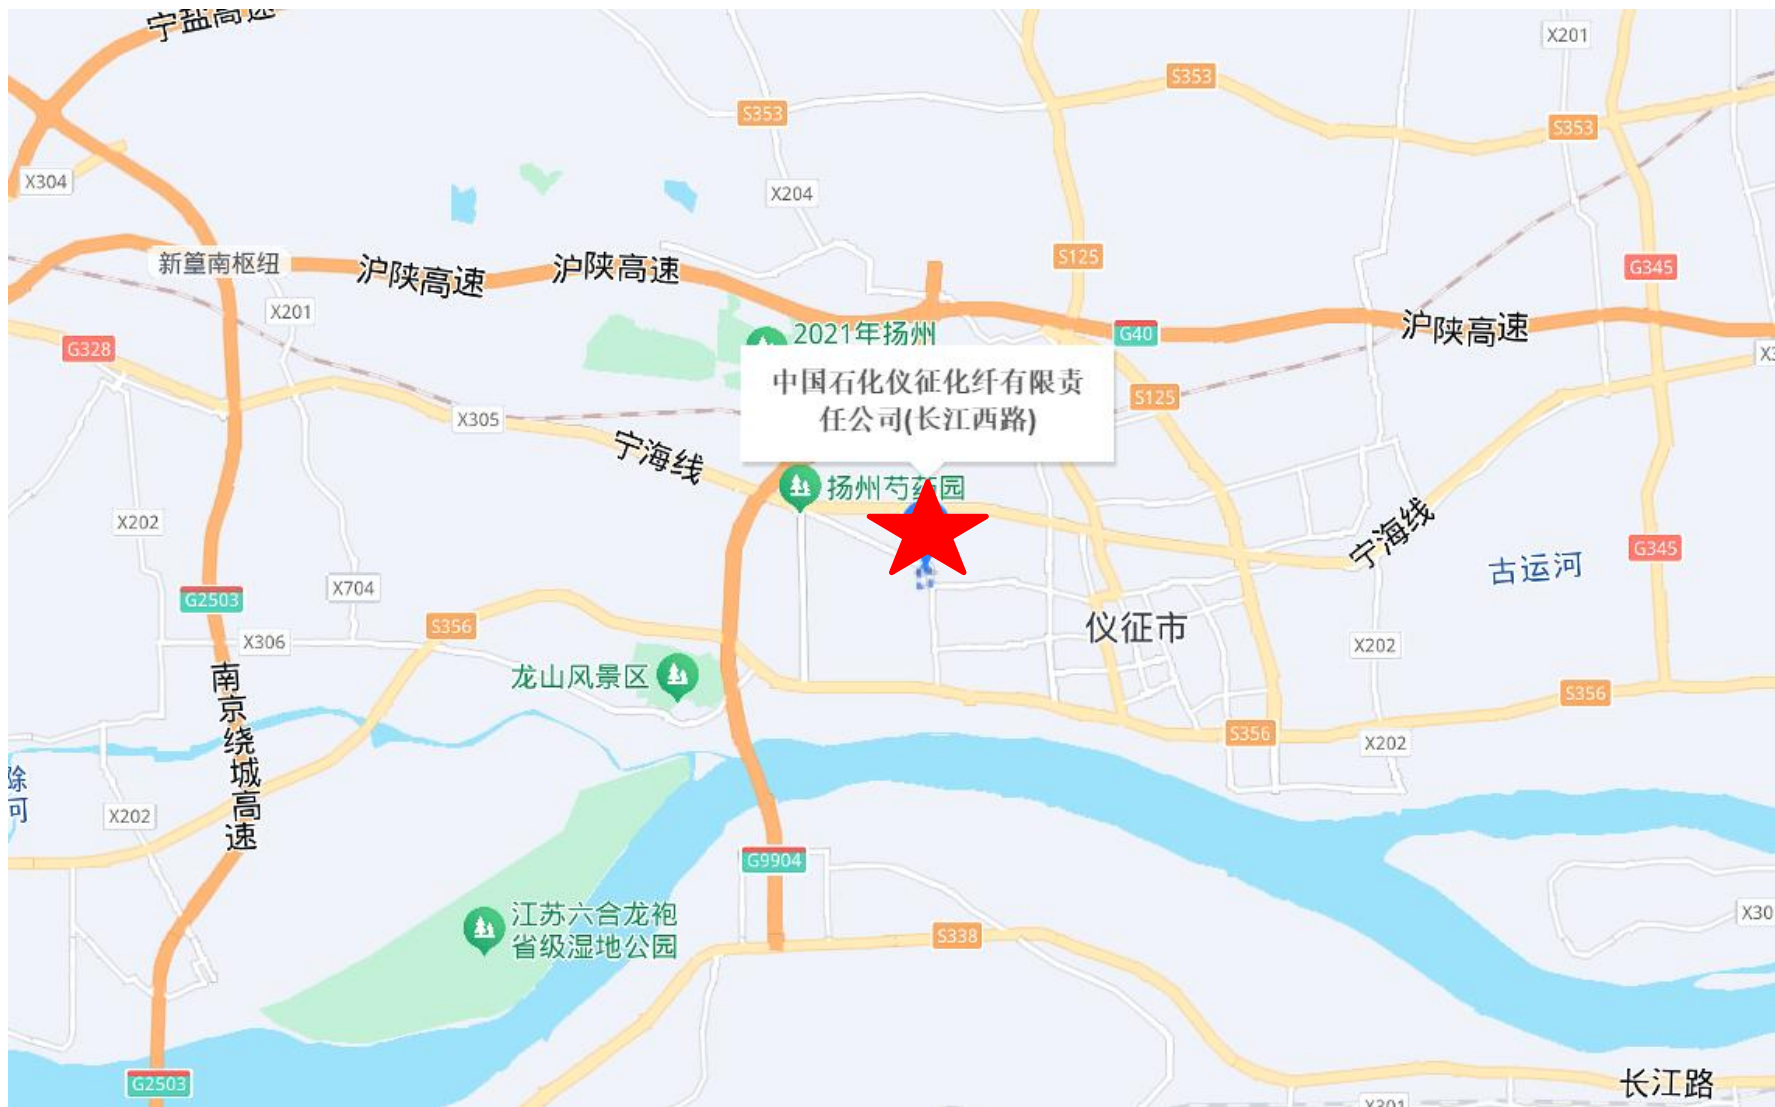 宁盐高速
X201
S353
S353
S353
X304
X204
新篁南枢纽
沪陕高速
沪陕高速
S125
G345
X201
G328
2021年扬州
G40
沪陕高速
中国石化仪征化纤有限责
任公司(长江西路)
S125
X305
宁海线
扬州芍药园
X202
宁海线
G345
古运河
G2503
X704
X306
S356
仪征市
X202
龙山风景区
南京绕城高速
S356
S356
X202
滁河
X202
G9904
江苏六合龙袍
省级湿地公园
S338
X30
G2503
长江路
X301